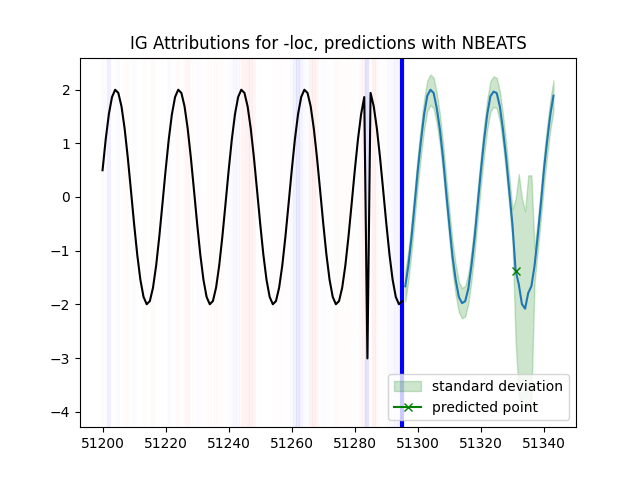 IG Attributions for -loc, predictions with NBEATS
2
1
0
−1
−2
−3
−4
standard deviation
predicted point
51200 51220 51240 51260 51280 51300 51320 51340